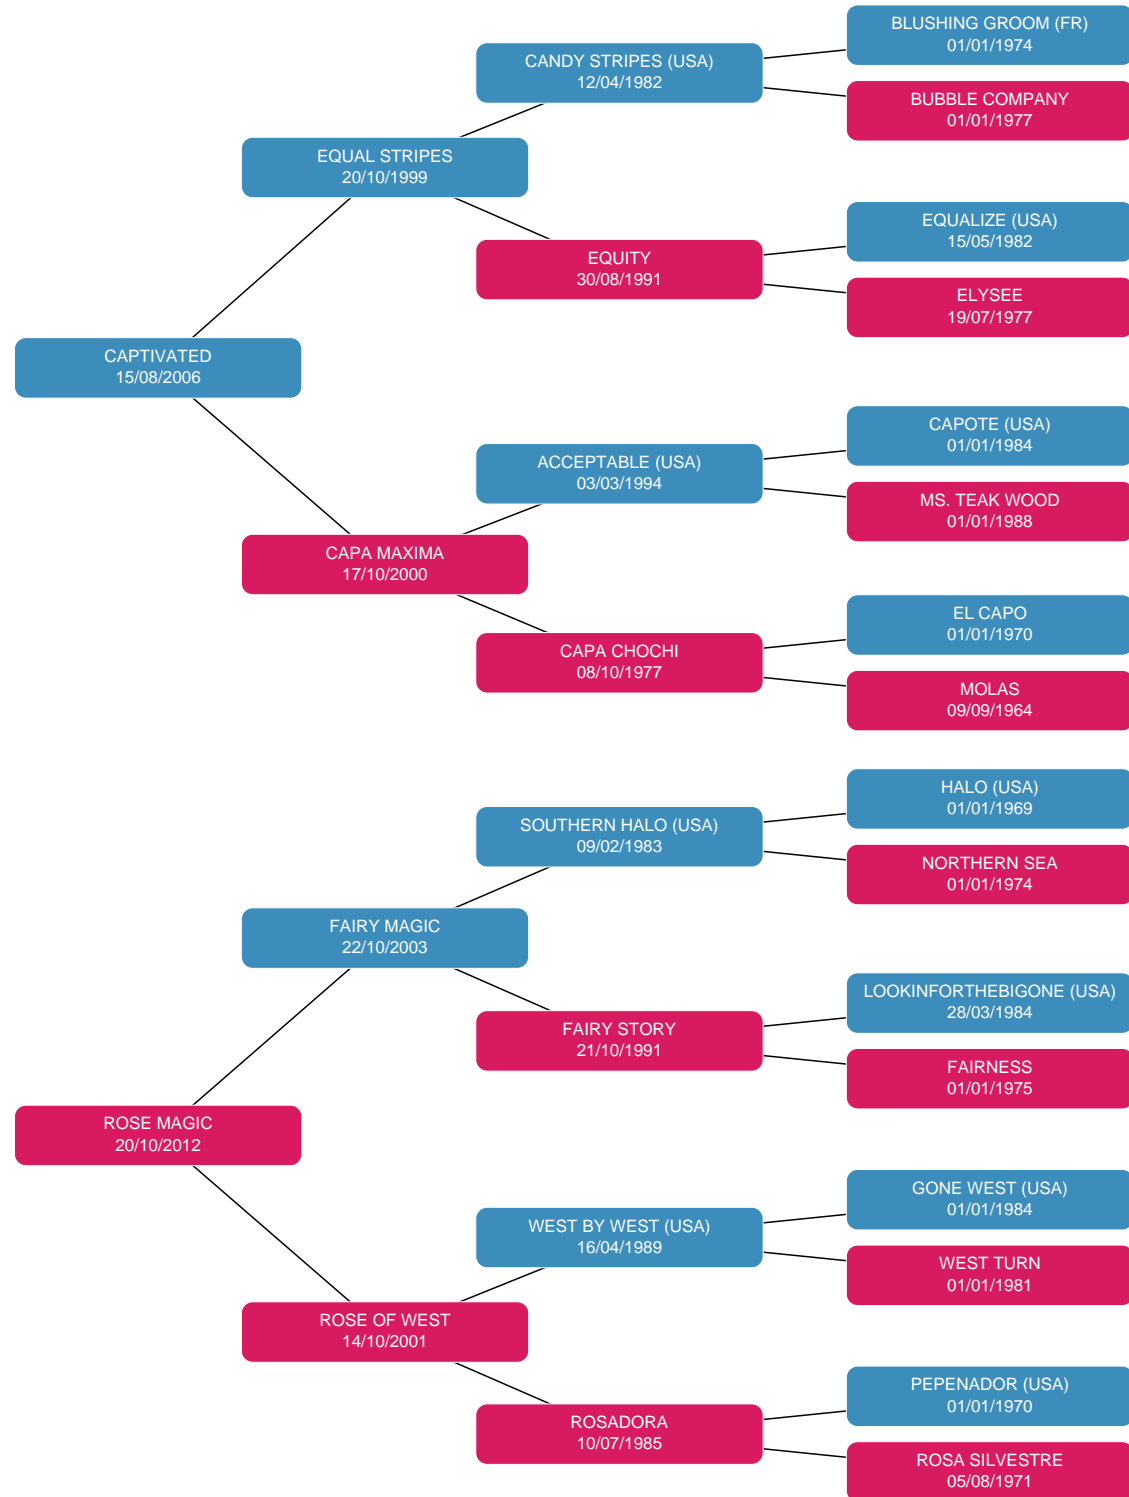 BLUSHING GROOM (FR)
01/01/1974
CANDY STRIPES (USA)
12/04/1982
BUBBLE COMPANY
01/01/1977
EQUAL STRIPES
20/10/1999
EQUALIZE (USA)
15/05/1982
EQUITY
30/08/1991
ELYSEE
19/07/1977
CAPTIVATED
15/08/2006
CAPOTE (USA)
01/01/1984
ACCEPTABLE (USA)
03/03/1994
MS. TEAK WOOD
01/01/1988
CAPA MAXIMA
17/10/2000
EL CAPO
01/01/1970
CAPA CHOCHI
08/10/1977
MOLAS
09/09/1964
HALO (USA)
01/01/1969
SOUTHERN HALO (USA)
09/02/1983
NORTHERN SEA
01/01/1974
FAIRY MAGIC
22/10/2003
LOOKINFORTHEBIGONE (USA)
28/03/1984
FAIRY STORY
21/10/1991
FAIRNESS
01/01/1975
ROSE MAGIC
20/10/2012
GONE WEST (USA)
01/01/1984
WEST BY WEST (USA)
16/04/1989
WEST TURN
01/01/1981
ROSE OF WEST
14/10/2001
PEPENADOR (USA)
01/01/1970
ROSADORA
10/07/1985
ROSA SILVESTRE
05/08/1971